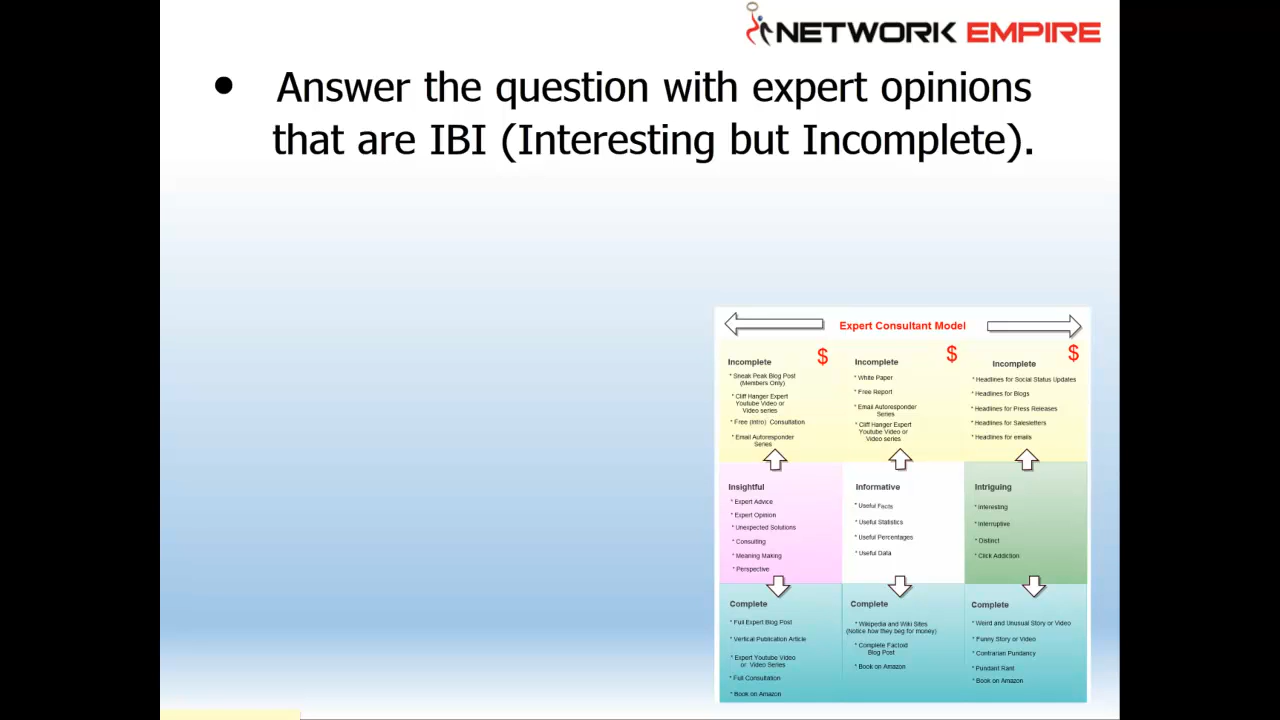 NETWORK EMPIRE
• Answer the question with expert opinions
that are IBI (Interesting but Incomplete).
Expert Consultant Model
Incomplete $
* Sneak Peak Blog Post
(Members Only)
* Cliff Hanger Expert
Youtube Video or
Video series
* Free (Intro) Consultation
* Email Autoresponder
Series
Incomplete $
* White Paper
* Free Report
* Email Autoresponder
Series
* Cliff Hanger Expert
Youtube Video or
Video series
Incomplete $
* Headlines for Social Status Updates
* Headlines for Blogs
* Headlines for Press Releases
* Headlines for Salesletters
* Headlines for emails
Insightful
* Expert Advice
* Expert Opinion
* Unexpected Solutions
* Consulting
* Meaning Making
* Perspective
Informative
* Useful Facts
* Useful Statistics
* Useful Percentages
* Useful Data
Intriguing
* Interesting
* Interruptive
* Distinct
* Click Addiction
Complete
* Full Expert Blog Post
* Vertical Publication Article
* Expert Youtube Video
or Video Series
* Full Consultation
* Book on Amazon
Complete
* Wikipedia and Wiki Sites
(Notice how they beg for money)
* Complete Factoid
Blog Post
* Book on Amazon
Complete
* Weird and Unusual Story or Video
* Funny Story or Video
* Contrarian Pundancy
* Pundant Rant
* Book on Amazon